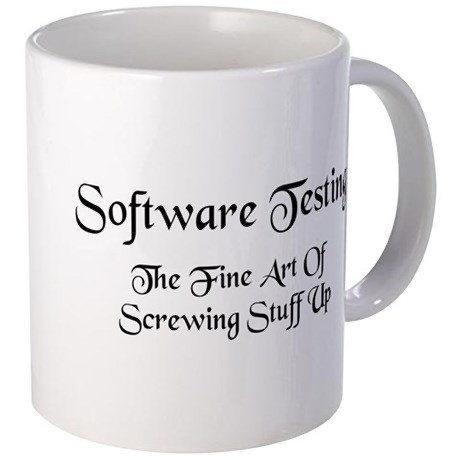 Software Testing
The Fine Art Of
Screwing Stuff Up